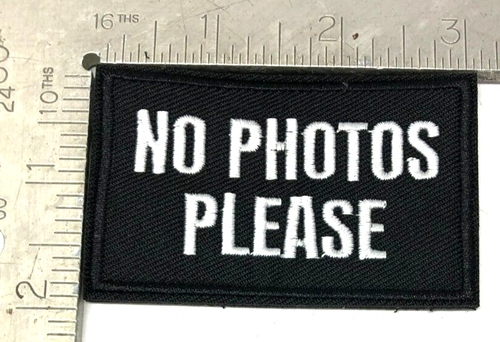 16THS 1 2 3
NO PHOTOS
PLEASE
10THS
1
2